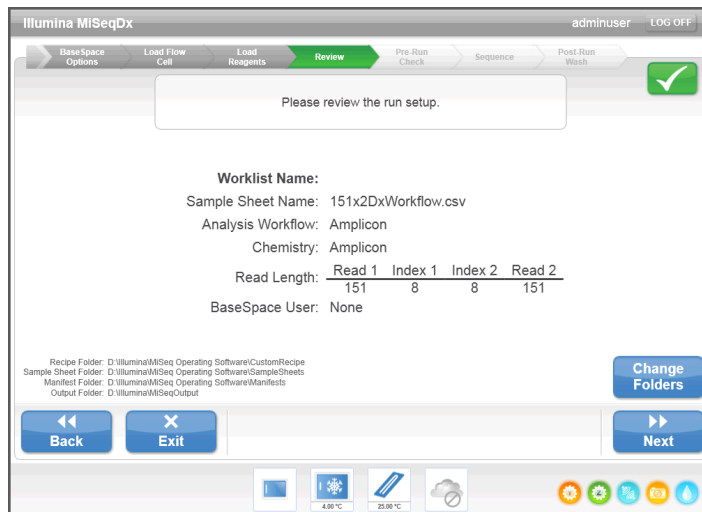 Illumina MiSeqDx
adminuser
LOG OFF
BaseSpace
Options
Load Flow
Cell
Load
Reagents
Review
Pre-Run
Check
Sequence
Post-Run
Wash
Please review the run setup.
Worklist Name:
Sample Sheet Name: 151x2DxWorkflow.csv
Analysis Workflow: Amplicon
Chemistry: Amplicon
Read Length: Read 1 Index 1 Index 2 Read 2
151 8 8 151
BaseSpace User: None
Recipe Folder: D:\Illumina\MiSeq Operating Software\CustomRecipe
Sample Sheet Folder: D:\Illumina\MiSeq Operating Software\SampleSheets
Manifest Folder: D:\Illumina\MiSeq Operating Software\Manifests
Output Folder: D:\Illumina\MiSeqOutput
Change
Folders
Back
Exit
Next
4.00 °C
25.00 °C